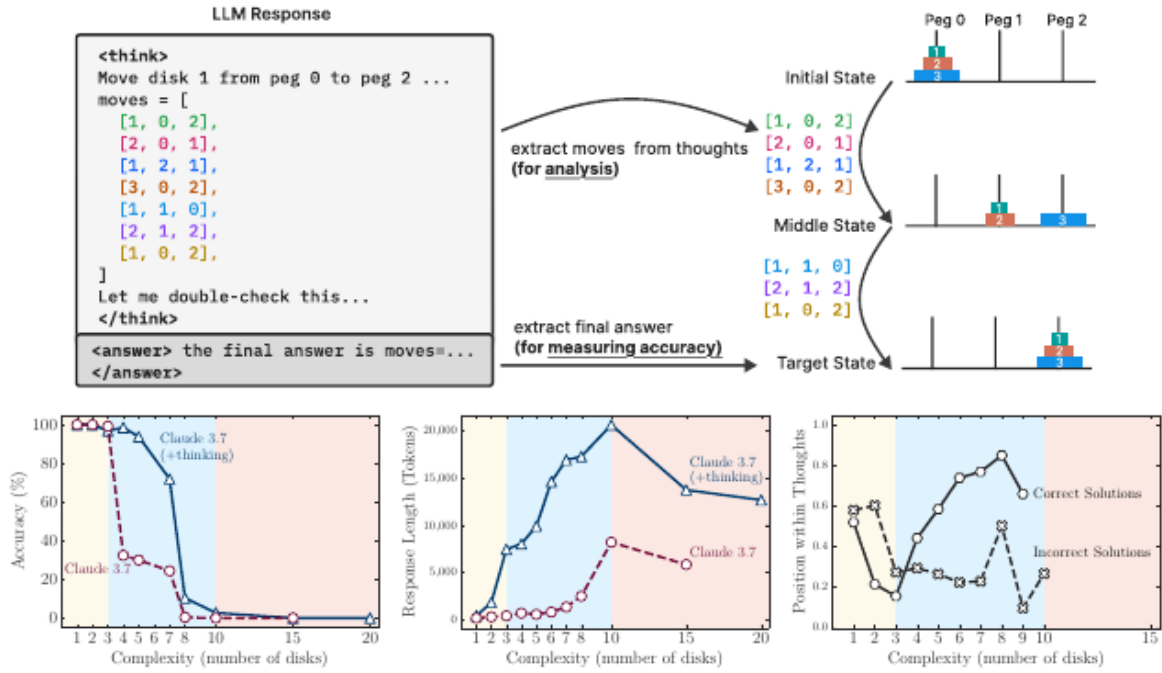 LLM Response
<think>
Move disk 1 from peg 0 to peg 2 ...
moves = [
[1, 0, 2],
[2, 0, 1],
[1, 2, 1],
[3, 0, 2],
[1, 1, 0],
[2, 1, 2],
[1, 0, 2],
]
Let me double-check this...
</think>
<answer> the final answer is moves=...
</answer>
extract moves from thoughts
(for analysis)
extract final answer
(for measuring accuracy)
Peg 0 Peg 1 Peg 2
1
2
3
Initial State
[1, 0, 2]
[2, 0, 1]
[1, 2, 1]
[3, 0, 2]
1
2 3
Middle State
[1, 1, 0]
[2, 1, 2]
[1, 0, 2]
1
2
3
Target State
Accuracy (%)
100
80
60
40
20
0
Claude 3.7
(+thinking)
Claude 3.7
1 2 3 4 5 6 7 8 10 15 20
Complexity (number of disks)
Response Length (Tokens)
20,000
15,000
10,000
5,000
0
Claude 3.7
(+thinking)
Claude 3.7
1 2 3 4 5 6 7 8 10 15 20
Complexity (number of disks)
Position within Thoughts
1.0
0.8
0.6
0.4
0.2
0.0
Correct Solutions
Incorrect Solutions
1 2 3 4 5 6 7 8 9 10 15
Complexity (number of disks)